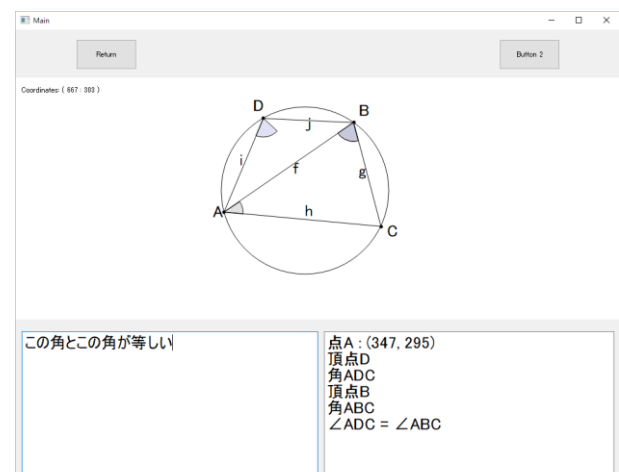 Main
Return
Button 2
Coordinates: ( 667 : 303 )
D
B
j
i
f
g
A
h
C
この角とこの角が等しい
点A : (347, 295)
頂点D
角ADC
頂点B
角ABC
∠ADC = ∠ABC